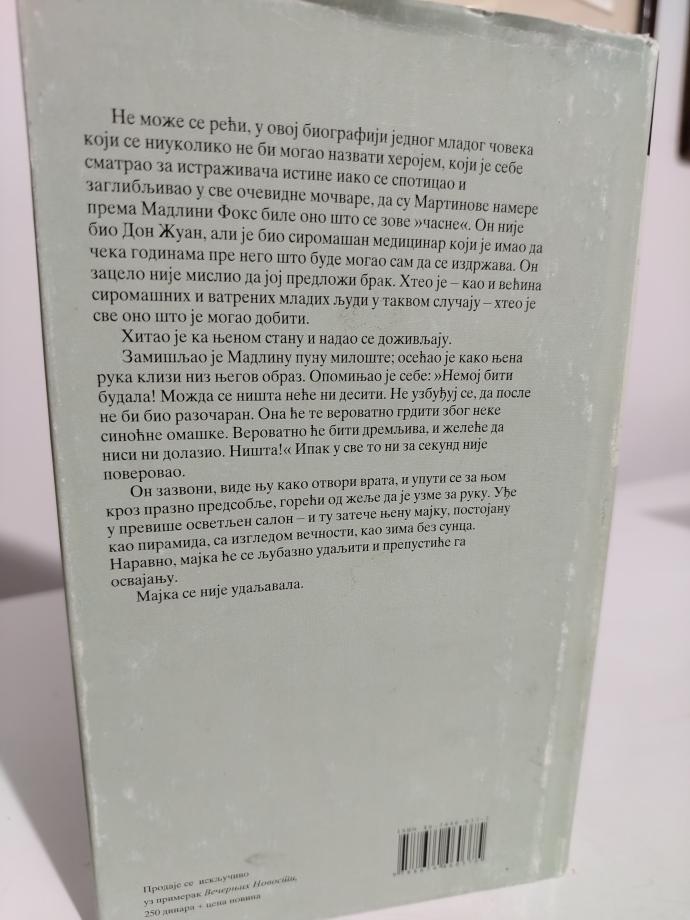 Не може се рећи, у овој биографији једног младог човека
који се ниуколико не би могао назвати херојем, који је себе
сматрао за истраживача истине иако се спотицао и
заглибљивао у све очевидне мочваре, да су Мартинове намере
према Мадлини Фокс биле оно што се зове »часне«. Он није
био Дон Жуан, али је био сиромашан медицинар који је имао да
чека годинама пре него што буде могао сам да се издржава. Он
зацело није мислио да јој предложи брак. Хтео је – као и већина
сиромашних и ватрених младих људи у таквом случају – хтео је
све оно што је могао добити.
Хитао је ка њеном стану и надао се доживљају.
Замишљао је Мадлину пуну милоште; осећао је како њена
рука клизи низ његов образ. Опомињао је себе: »Немој бити
будала! Можда се ништа неће ни десити. Не узбуђуј се, да после
не би био разочаран. Она ће те вероватно грдити због неке
синоћне омашке. Вероватно ће бити дремљива, и желеће да
ниси ни долазио. Ништа!« Ипак у све то ни за секунд није
поверовао.
Он зазвони, виде њу како отвори врата, и упути се за њом
кроз празно предсобље, горећи од жеље да је узме за руку. Уђе
у превише осветљен салон – и ту затече њену мајку, постојану
као пирамида, са изгледом вечности, као зима без сунца.
Наравно, мајка ће се љубазно удаљити и препустиће га
освајању.
Мајка се није удаљавала.
Продаје се искључиво
уз примерак Вечерњих Новости,
250 динара + цена новина